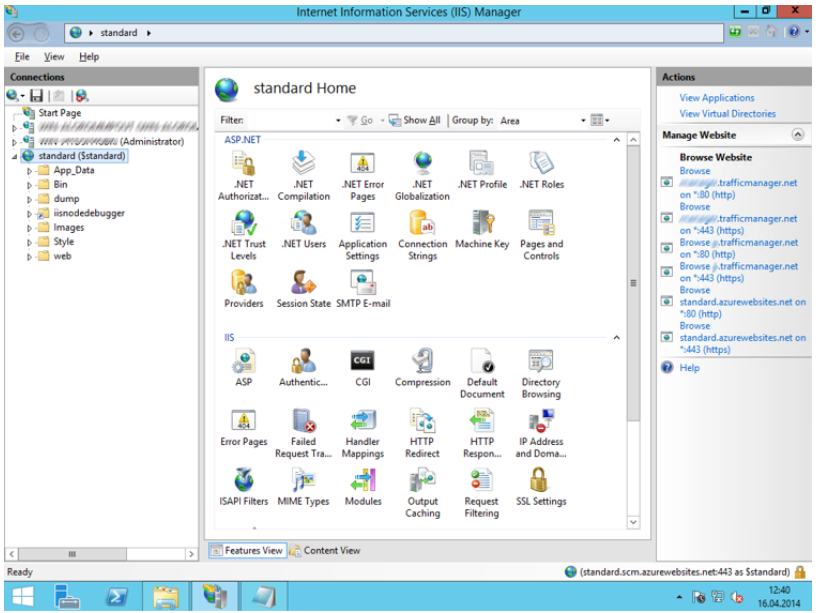 Internet Information Services (IIS) Manager
standard
File View Help
Connections
Start Page
(Administrator)
standard ($standard)
App_Data
Bin
dump
iisnodedebugger
Images
Style
web
standard Home
Filter: Go Show All Group by: Area
ASP.NET
.NET Authorizat...
.NET Compilation
.NET Error Pages
.NET Globalization
.NET Profile
.NET Roles
.NET Trust Levels
.NET Users
Application Settings
Connection Strings
Machine Key
Pages and Controls
Providers
Session State
SMTP E-mail
IIS
ASP
Authentic...
CGI
Compression
Default Document
Directory Browsing
Error Pages
Failed Request Tra...
Handler Mappings
HTTP Redirect
HTTP Respon...
IP Address and Doma...
ISAPI Filters
MIME Types
Modules
Output Caching
Request Filtering
SSL Settings
Features View
Content View
Actions
View Applications
View Virtual Directories
Manage Website
Browse Website
Browse
.trafficmanager.net
on *:80 (http)
Browse
.trafficmanager.net
on *:443 (https)
Browse .trafficmanager.net
on *:80 (http)
Browse .trafficmanager.net
on *:443 (https)
Browse
standard.azurewebsites.net on
*:80 (http)
Browse
standard.azurewebsites.net on
*:443 (https)
Help
Ready
(standard.scm.azurewebsites.net:443 as $standard)
12:40
16.04.2014